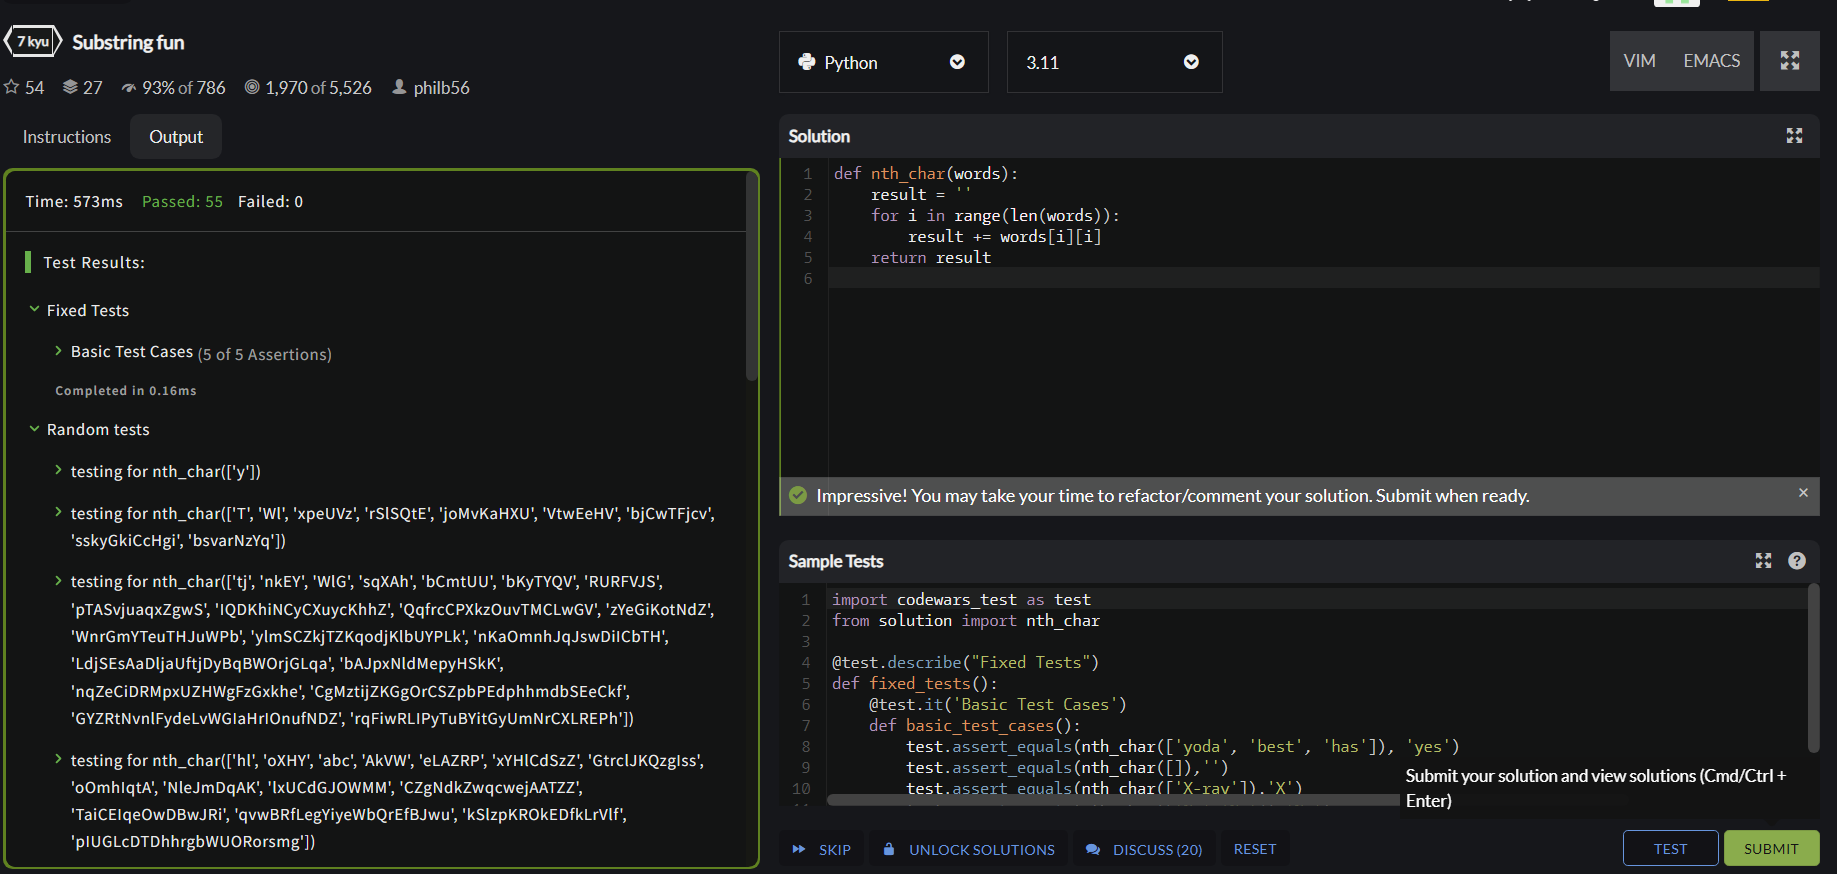 7 kyu Substring fun
54 27 93% of 786 1,970 of 5,526 philb56
Instructions Output
Time: 573ms Passed: 55 Failed: 0
Test Results:
Fixed Tests
Basic Test Cases (5 of 5 Assertions)
Completed in 0.16ms
Random tests
testing for nth_char(['y'])
testing for nth_char(['T', 'Wl', 'xpeUVz', 'rSlSQtE', 'joMvKaHXU', 'VtwEeHV', 'bjCwTFjcv',
'sskyGkiCcHgi', 'bsvarNzYq'])
testing for nth_char(['tj', 'nkEY', 'WlG', 'sqXAh', 'bCmtUU', 'bKyTYQV', 'RURFVJS',
'pTASvjuaqxZgwS', 'IQDKhiNCyCXuycKhhZ', 'QqfrcCPXkzOuvTMCLwGV', 'zYeGiKotNdZ',
'WnrGmYTeuTHJuWPb', 'ylmSCZkjTZKqodjKlbUYPLk', 'nKaOmnhJqJswDiICbTH',
'LdjSEsAaDljaUftjDyBqBWOrjGLqa', 'bAJpxNldMepyHSkK',
'nqZeCiDRMpxUZHWgFzGxkhe', 'CgMztijZKGgOrCSZpbPEdphhmdbSEeCkf',
'GYZRtNvnlFydeLvWGIaHrIOnufNDZ', 'rqFiwRLIPyTuBYitGyUmNrCXLREPh'])
testing for nth_char(['hl', 'oXHY', 'abc', 'AkVW', 'eLAZRP', 'xYHlCdSzZ', 'GtrclJKQzgIss',
'oOmhIqtA', 'NleJmDqAK', 'lxUCdGJOWMM', 'CZgNdkZwqcwejAATZZ',
'TaiCEIqeOwDBwJRi', 'qvwBRfLegYiyeWbQrEfBJwu', 'kSlzpKROkEDfkLrVlf',
'pIUGLcDTDhhrgbWUORorsmg'])
Python 3.11 VIM EMACS
Solution
1 def nth_char(words):
2 result = ''
3 for i in range(len(words)):
4 result += words[i][i]
5 return result
6
Impressive! You may take your time to refactor/comment your solution. Submit when ready.
Sample Tests
1 import codewars_test as test
2 from solution import nth_char
3
4 @test.describe("Fixed Tests")
5 def fixed_tests():
6 @test.it('Basic Test Cases')
7 def basic_test_cases():
8 test.assert_equals(nth_char(['yoda', 'best', 'has']), 'yes')
9 test.assert_equals(nth_char([]),'')
10 test.assert_equals(nth_char(['X-ray']),'X')
Submit your solution and view solutions (Cmd/Ctrl +
Enter)
SKIP UNLOCK SOLUTIONS DISCUSS (20) RESET TEST SUBMIT